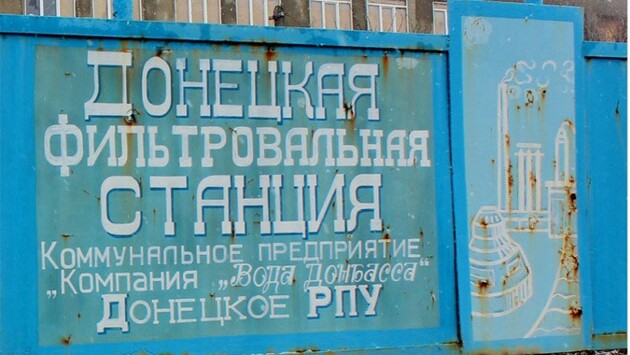 ДОНЕЦКАЯ
ФИЛЬТРОВАЛЬНАЯ
СТАНЦИЯ
КОММУНАЛЬНОЕ ПРЕДПРИЯТИЕ
„КОМПАНИЯ „Вода Донбасса“
ДОНЕЦКОЕ РПУ